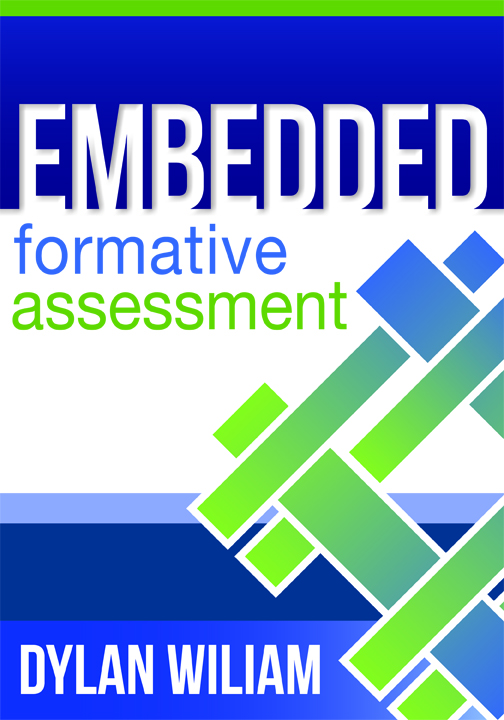 EMBEDDED
formative
assessment
DYLAN WILIAM